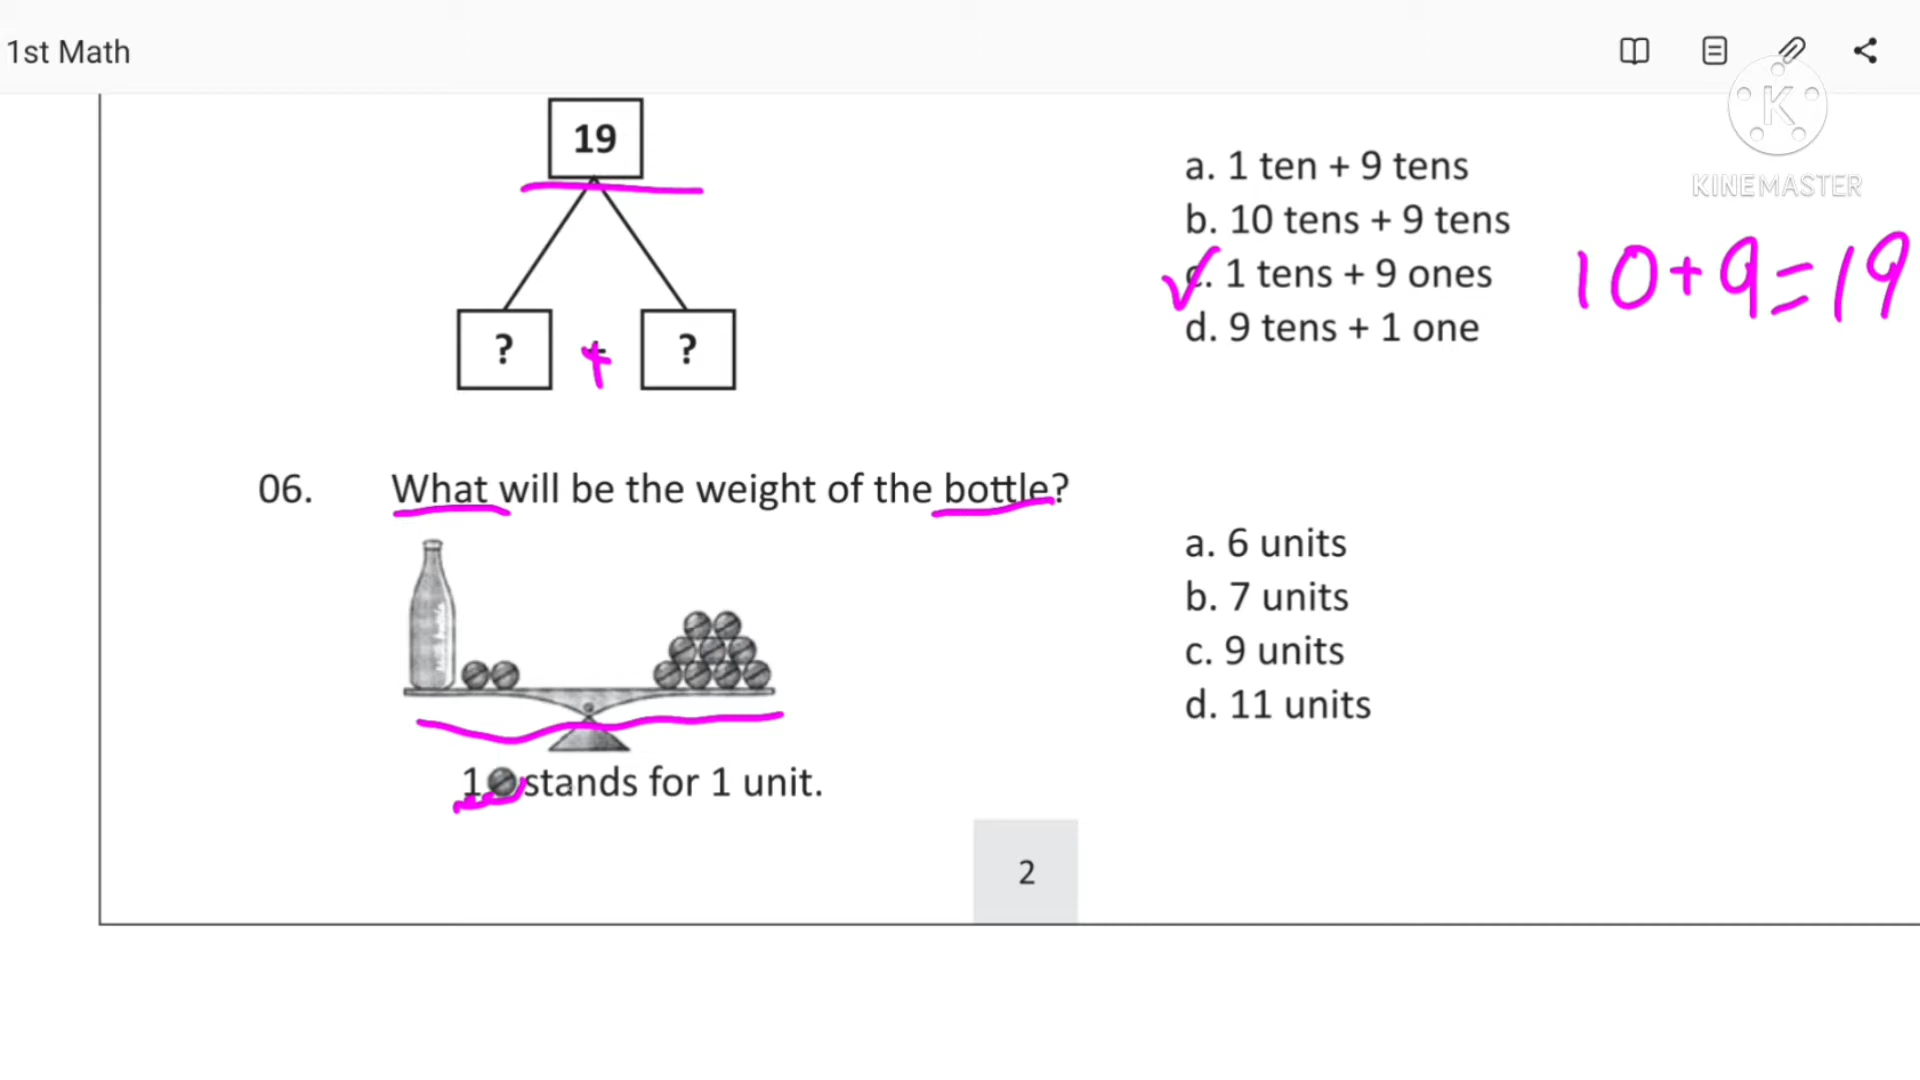 1st Math
K
KINEMASTER
19
? + ?
a. 1 ten + 9 tens
b. 10 tens + 9 tens
c. 1 tens + 9 ones
d. 9 tens + 1 one
10+9=19
06. What will be the weight of the bottle?
1 stands for 1 unit.
a. 6 units
b. 7 units
c. 9 units
d. 11 units
2